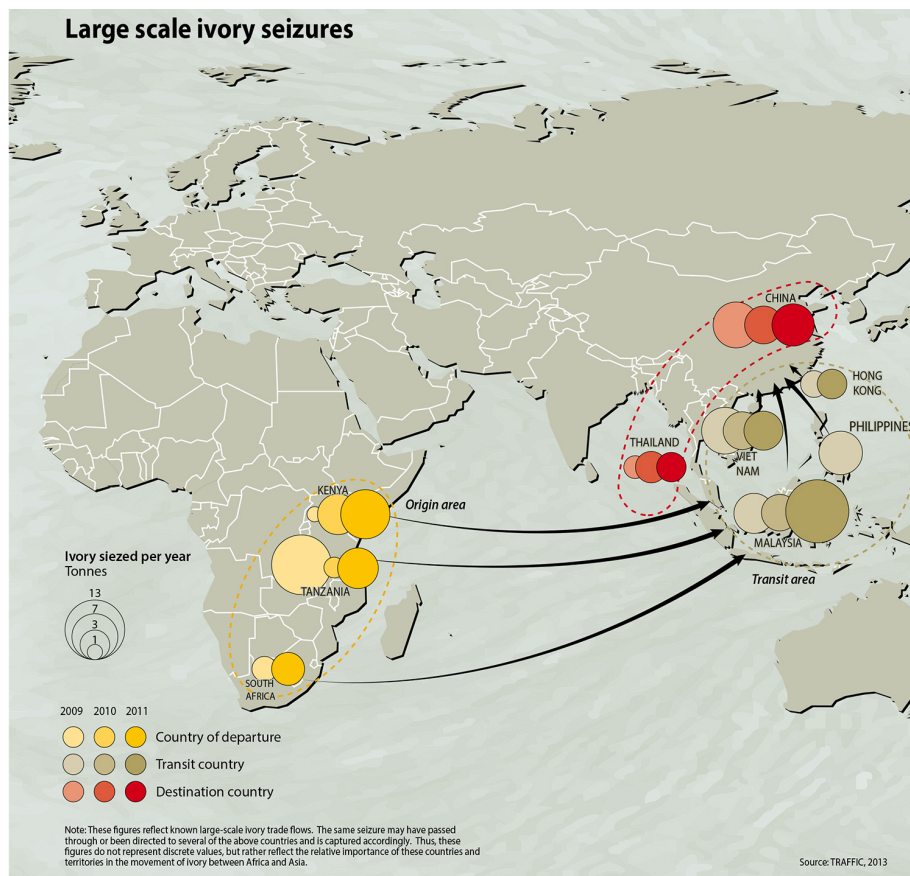 Large scale ivory seizures
CHINA
HONG
KONG
PHILIPPINES
THAILAND
VIET
NAM
KENYA
Origin area
MALAYSIA
Transit area
TANZANIA
SOUTH
AFRICA
Ivory siezed per year
Tonnes
13
7
3
1
2009 2010 2011
Country of departure
Transit country
Destination country
Note: These figures reflect known large-scale ivory trade flows. The same seizure may have passed
through or been directed to several of the above countries and is captured accordingly. Thus, these
figures do not represent discrete values, but rather reflect the relative importance of these countries and
territories in the movement of ivory between Africa and Asia.
Source: TRAFFIC, 2013